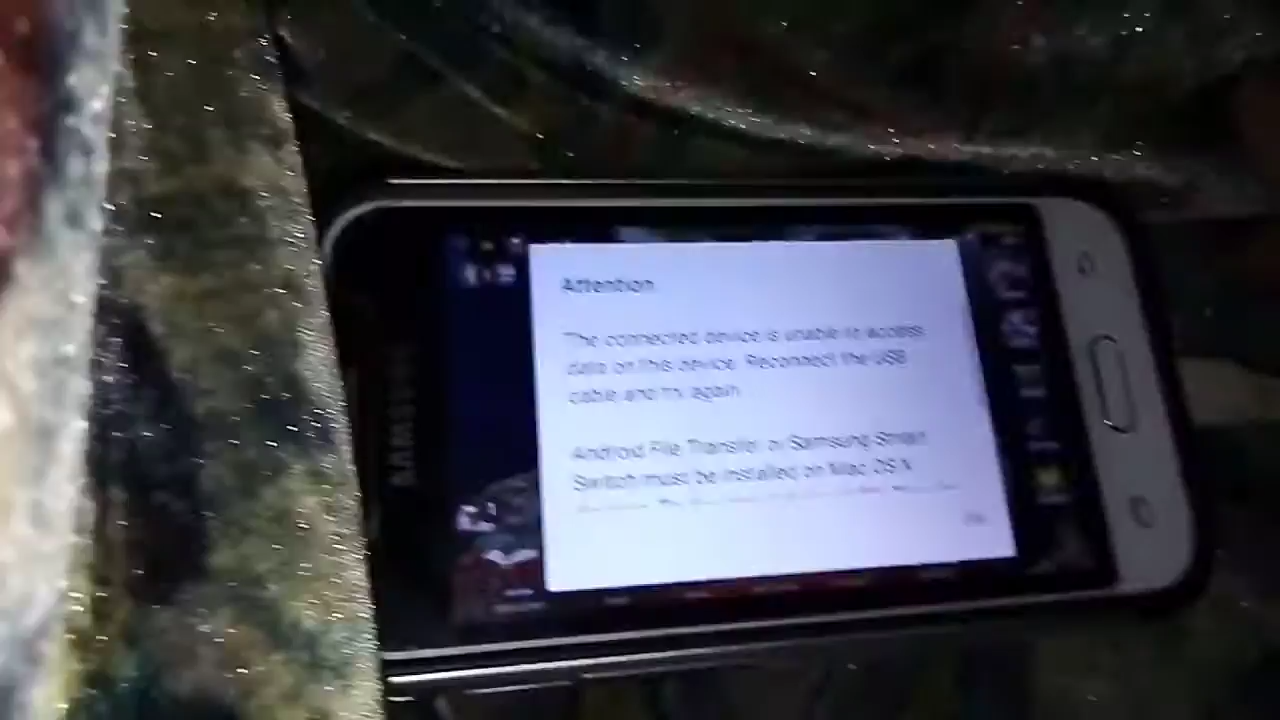 SAMSUNG
Attention
The connected device is unable to access
data on this device. Reconnect the USB
cable and try again.
Android File Transfer or Samsung Smart
Switch must be installed on Mac OS X